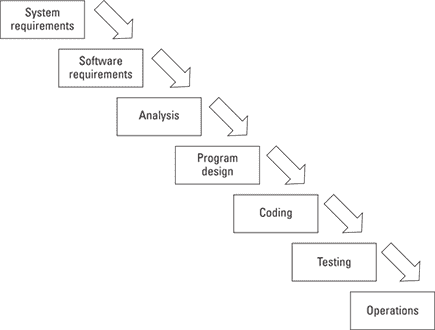 System
requirements
Software
requirements
Analysis
Program
design
Coding
Testing
Operations